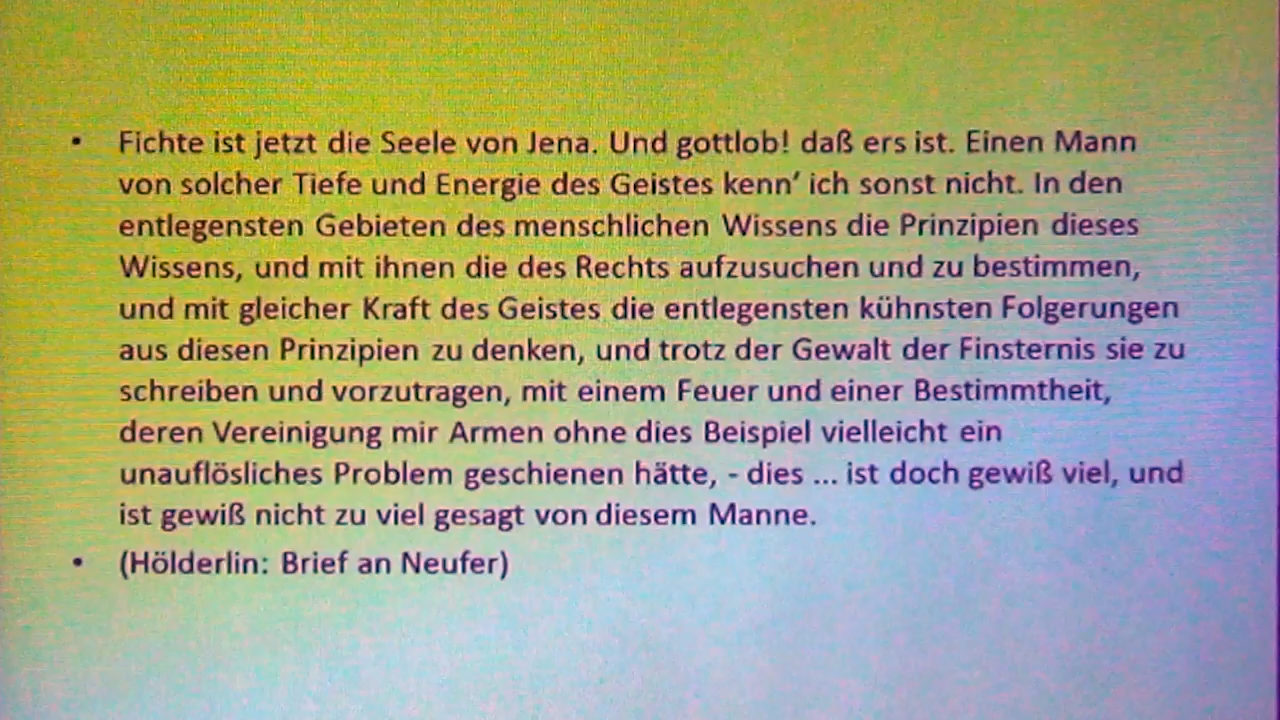 • Fichte ist jetzt die Seele von Jena. Und gottlob! daß ers ist. Einen Mann
von solcher Tiefe und Energie des Geistes kenn’ ich sonst nicht. In den
entlegensten Gebieten des menschlichen Wissens die Prinzipien dieses
Wissens, und mit ihnen die des Rechts aufzusuchen und zu bestimmen,
und mit gleicher Kraft des Geistes die entlegensten kühnsten Folgerungen
aus diesen Prinzipien zu denken, und trotz der Gewalt der Finsternis sie zu
schreiben und vorzutragen, mit einem Feuer und einer Bestimmtheit,
deren Vereinigung mir Armen ohne dies Beispiel vielleicht ein
unauflösliches Problem geschienen hätte, - dies ... ist doch gewiß viel, und
ist gewiß nicht zu viel gesagt von diesem Manne.
• (Hölderlin: Brief an Neufer)